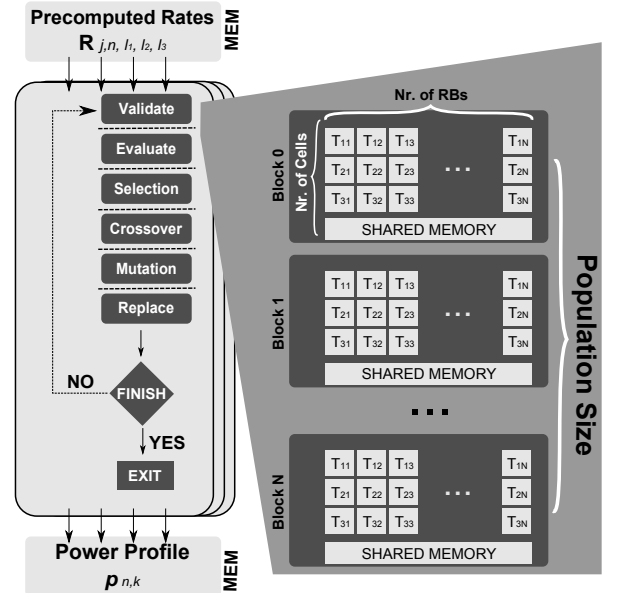 Precomputed Rates
R j,n, l1, l2, l3
MEM
Validate
Evaluate
Selection
Crossover
Mutation
Replace
NO
FINISH
YES
EXIT
Power Profile
p n,k
MEM
Nr. of RBs
Block 0
Nr. of Cells
T11 T12 T13 ... T1N
T21 T22 T23 T2N
T31 T32 T33 T3N
SHARED MEMORY
Block 1
T11 T12 T13 T1N
T21 T22 T23 ... T2N
T31 T32 T33 T3N
SHARED MEMORY
...
Block N
T11 T12 T13 T1N
T21 T22 T23 ... T2N
T31 T32 T33 T3N
SHARED MEMORY
Population Size